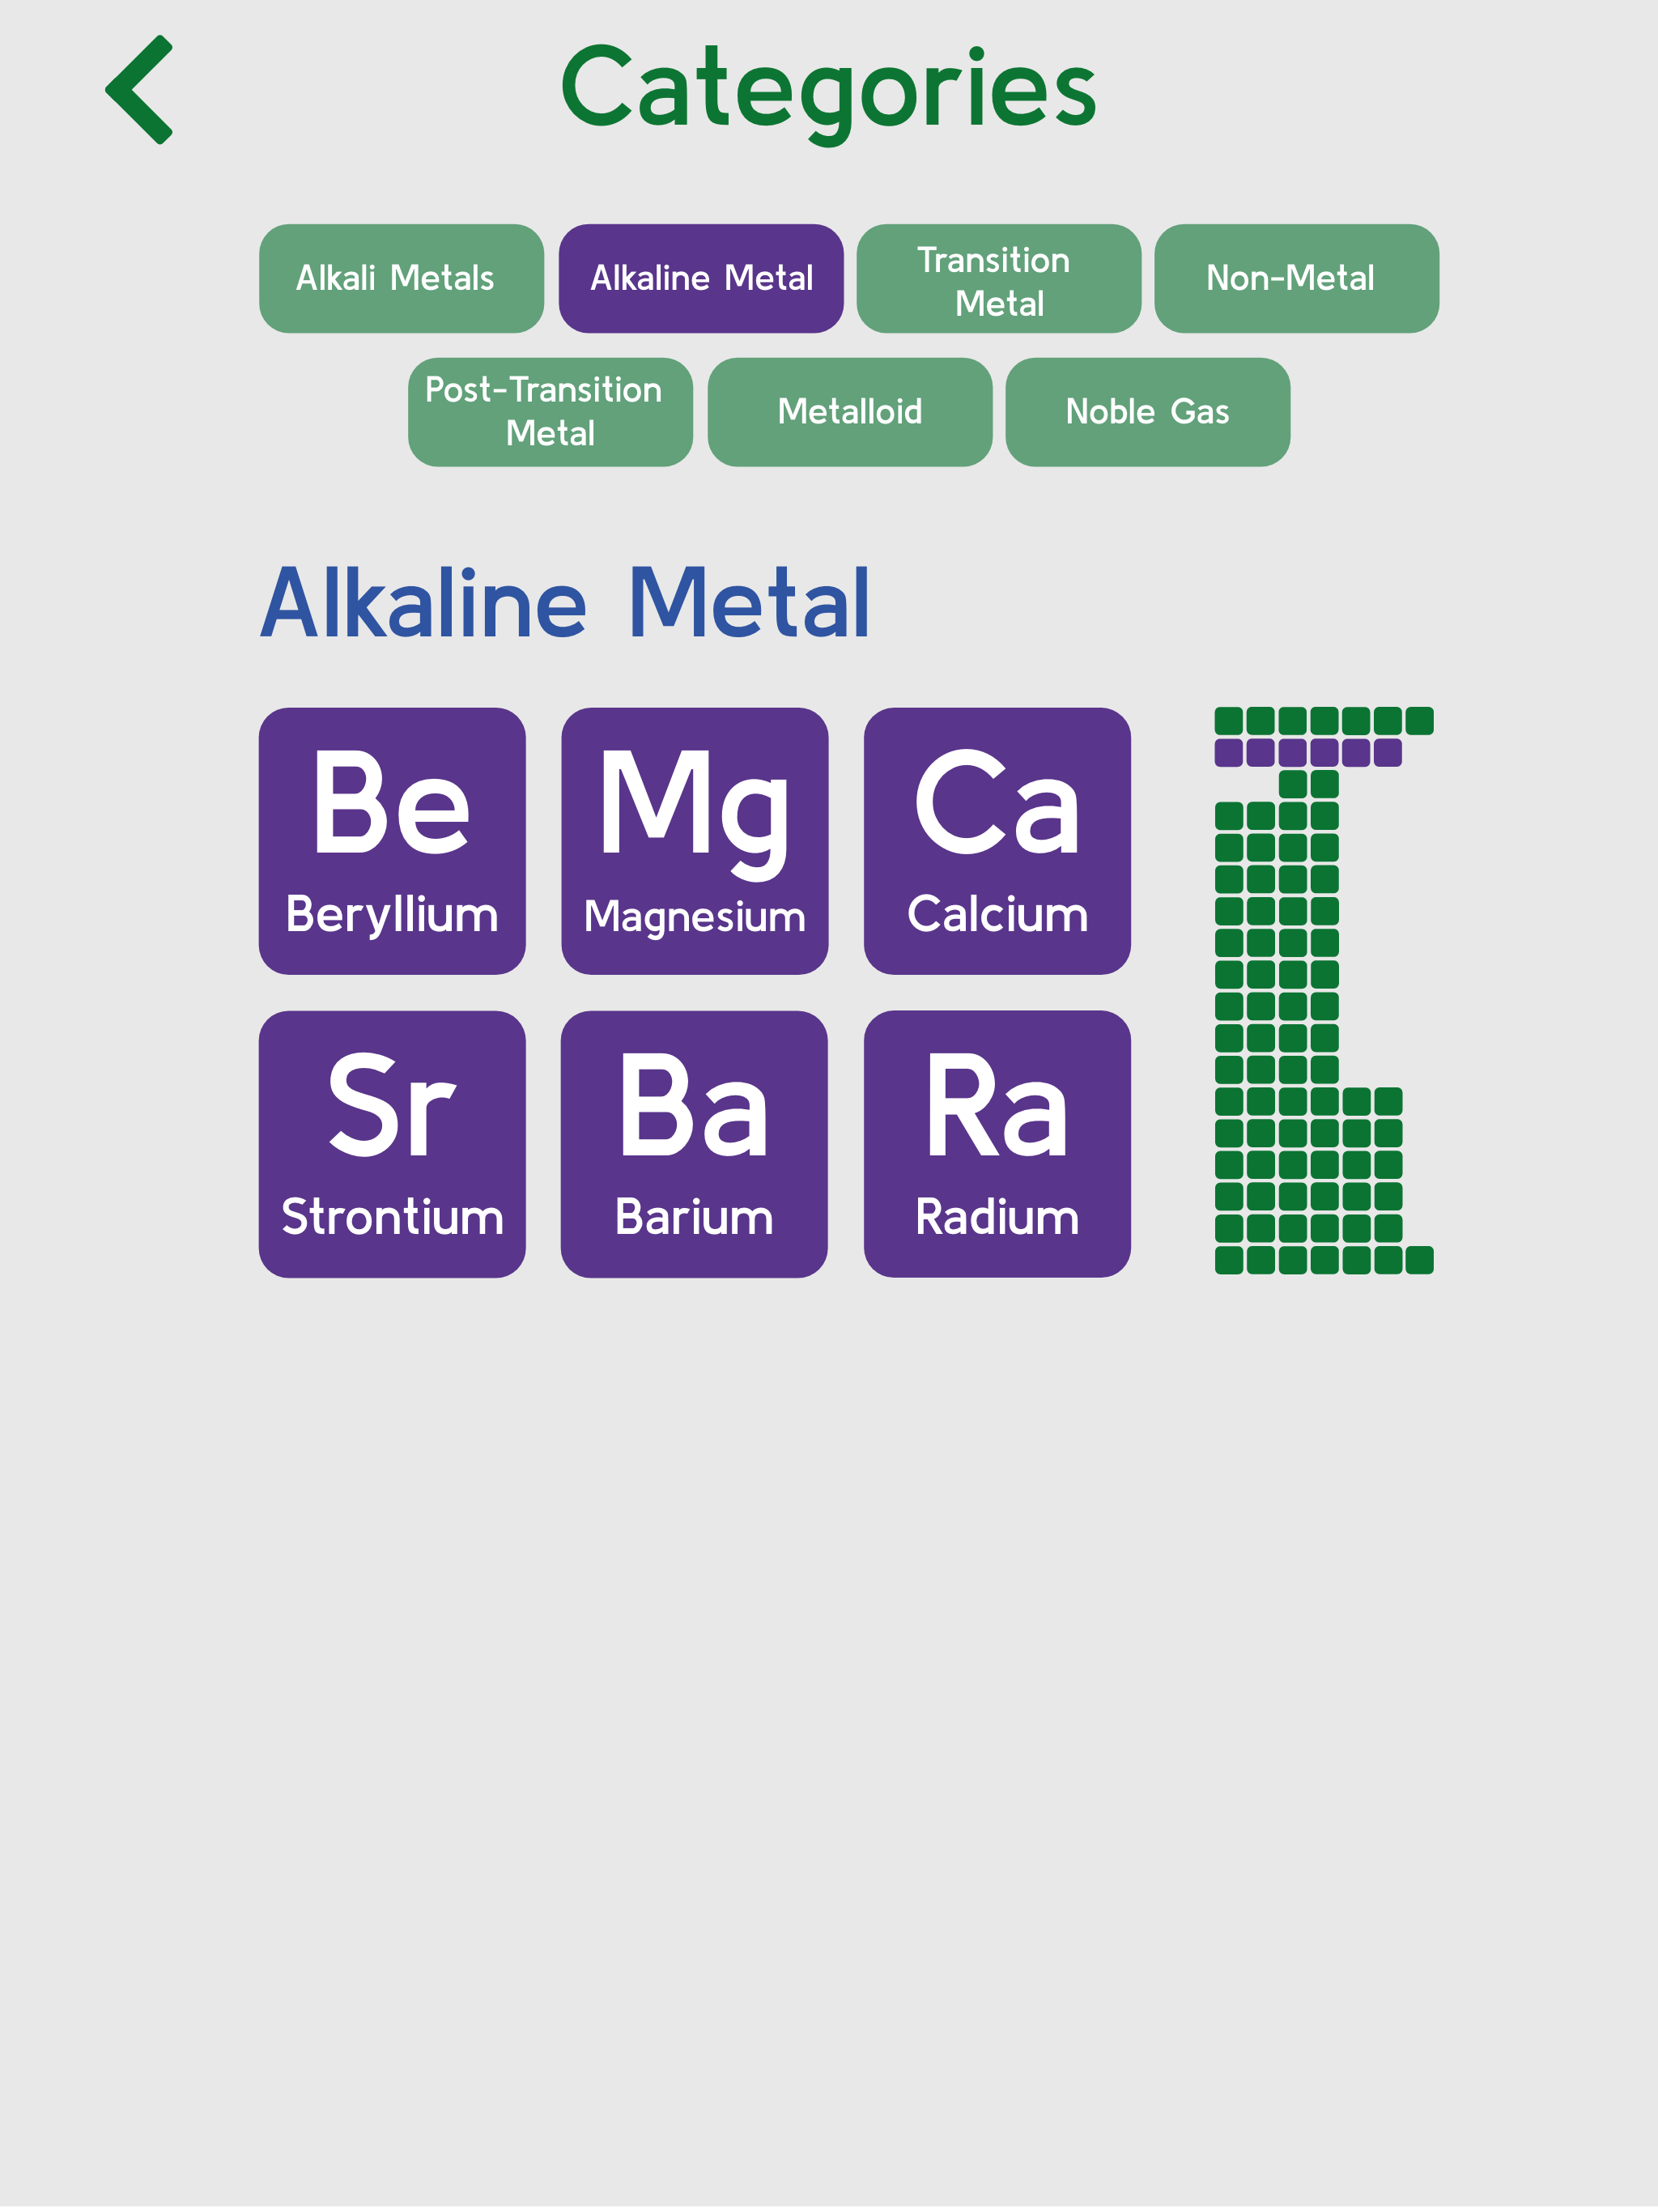 Categories
Alkali Metals
Alkaline Metal
Transition
Metal
Non-Metal
Post-Transition
Metal
Metalloid
Noble Gas
Alkaline Metal
Be
Beryllium
Mg
Magnesium
Ca
Calcium
Sr
Strontium
Ba
Barium
Ra
Radium